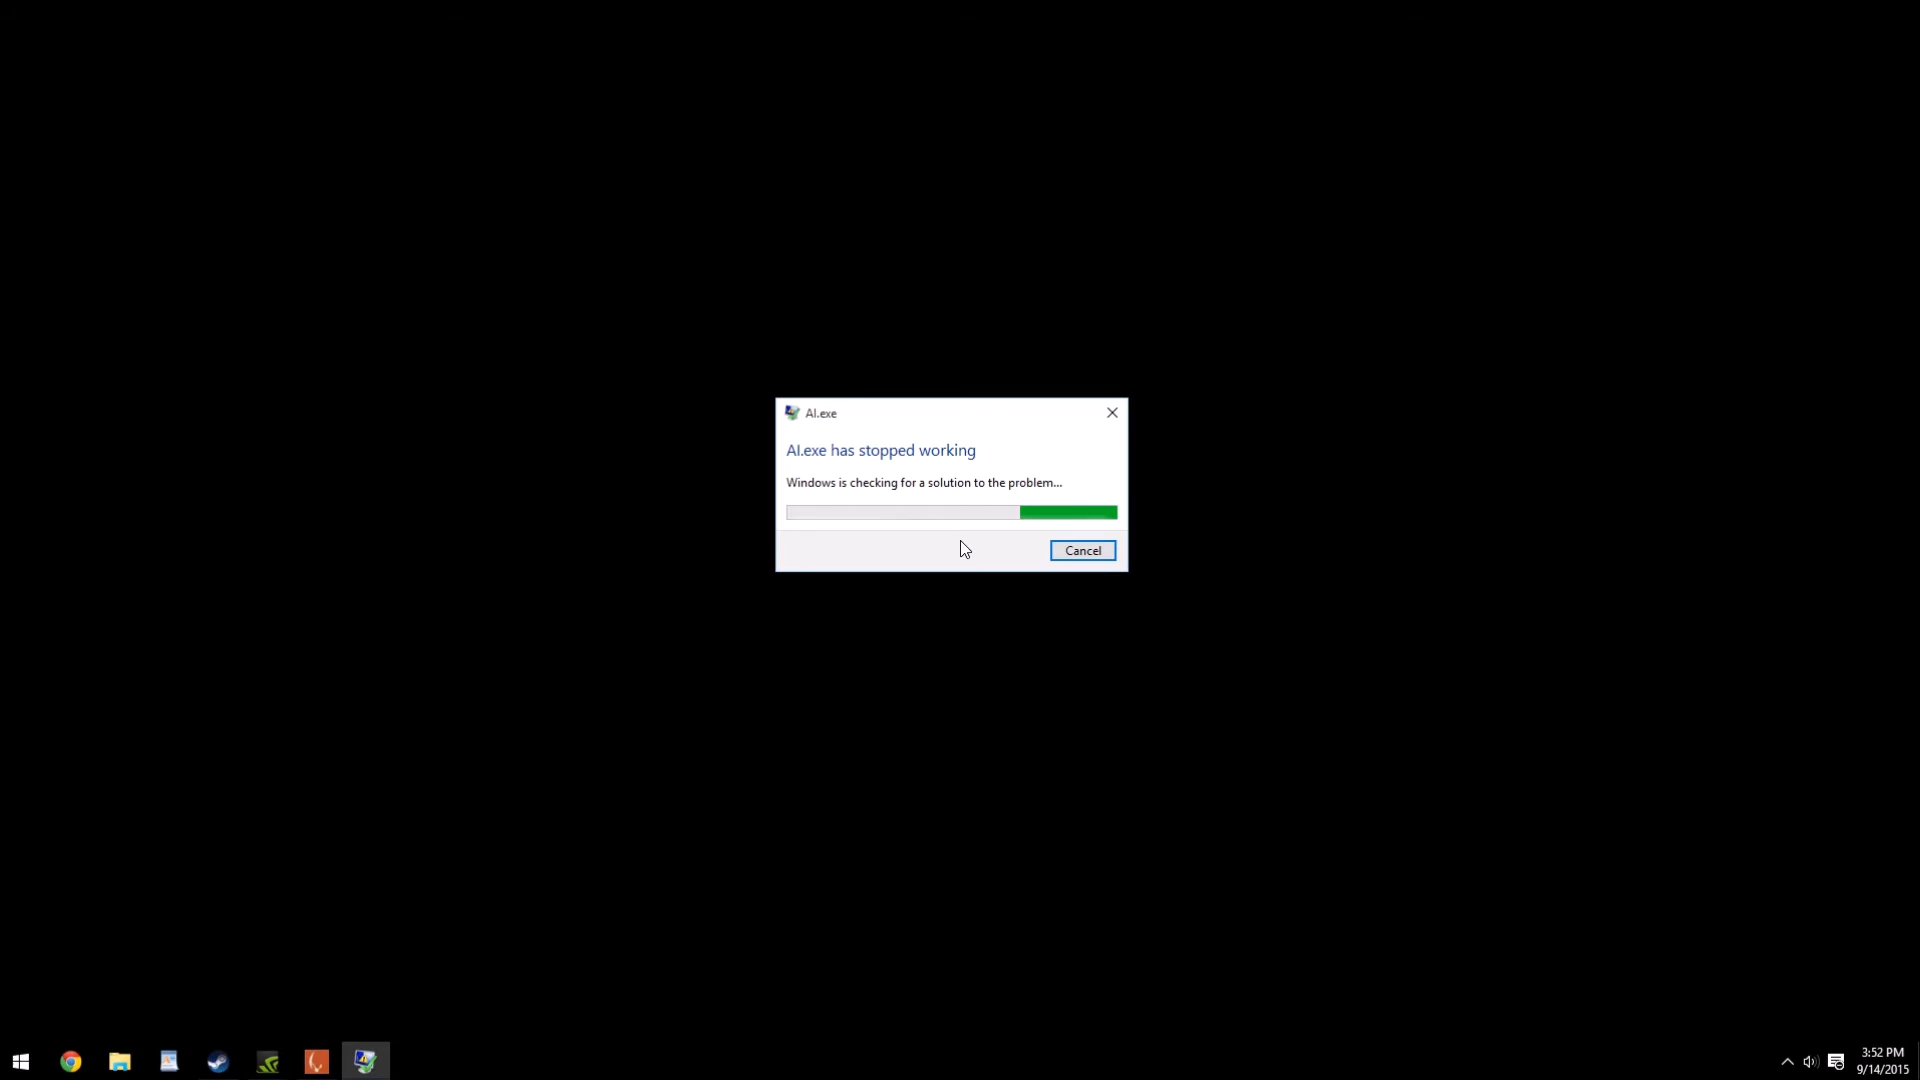 AI.exe
AI.exe has stopped working
Windows is checking for a solution to the problem...
Cancel
3:52 PM
9/14/2015